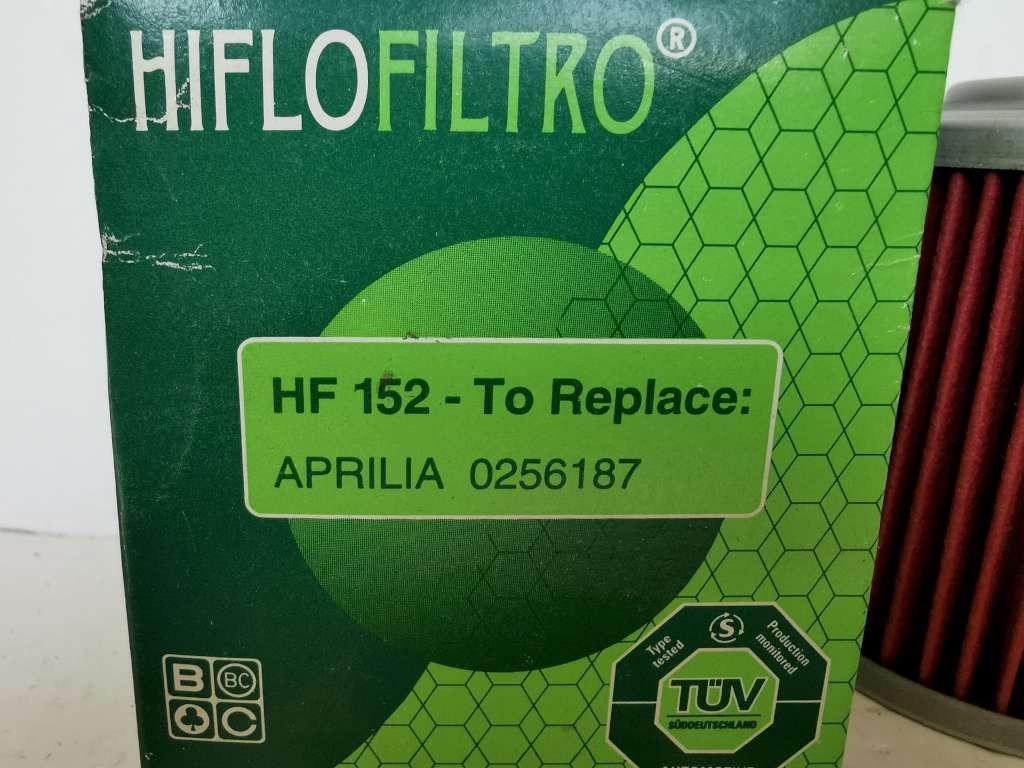 HIFLOFILTRO®
HF 152 - To Replace:
APRILIA 0256187
Type tested
S
Production monitored
TÜV
SÜDDEUTSCHLAND
B BC
C